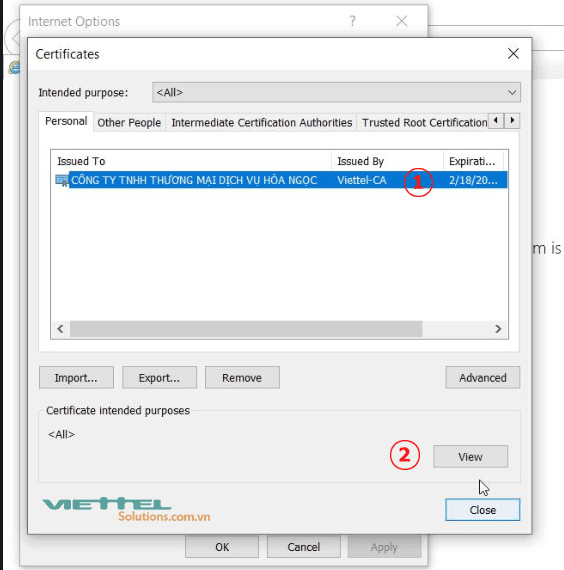 Internet Options ?
Certificates
Intended purpose: <All>
Personal Other People Intermediate Certification Authorities Trusted Root Certification
Issued To Issued By Expirati...
CÔNG TY TNHH THƯƠNG MẠI DỊCH VỤ HÒA NGỌC Viettel-CA 1 2/18/20...
m is
Import... Export... Remove Advanced
Certificate intended purposes
<All>
2 View
VIETTEL
Solutions.com.vn
Close
OK Cancel Apply